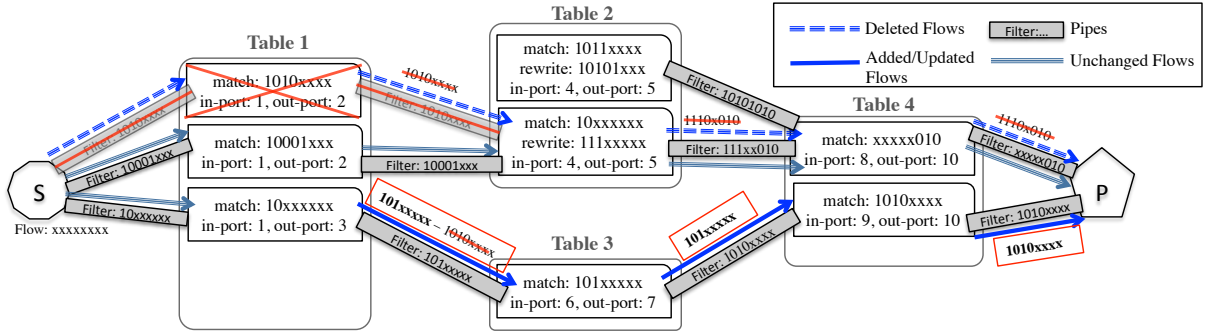 Table 2
Deleted Flows
Filter:...
Pipes
Added/Updated
Flows
Unchanged Flows
Table 1
match: 1010xxxx
in-port: 1, out-port: 2
Filter: 1010xxxx
1010xxxx
Filter: 1010xxxx
match: 1011xxxx
rewrite: 10101xxx
in-port: 4, out-port: 5
Filter: 10101010
Table 4
match: 10001xxx
in-port: 1, out-port: 2
Filter: 10001xxx
Filter: 10001xxx
match: 10xxxxxx
rewrite: 111xxxxx
in-port: 4, out-port: 5
1110x010
Filter: 111xx010
match: xxxxx010
in-port: 8, out-port: 10
1110x010
Filter: xxxxx010
S
Flow: xxxxxxxx
Filter: 10xxxxxx
match: 10xxxxxx
in-port: 1, out-port: 3
101xxxxx – 1010xxxx
Filter: 101xxxxx
Table 3
match: 101xxxxx
in-port: 6, out-port: 7
101xxxxx
Filter: 1010xxxx
match: 1010xxxx
in-port: 9, out-port: 10
Filter: 1010xxxx
1010xxxx
P